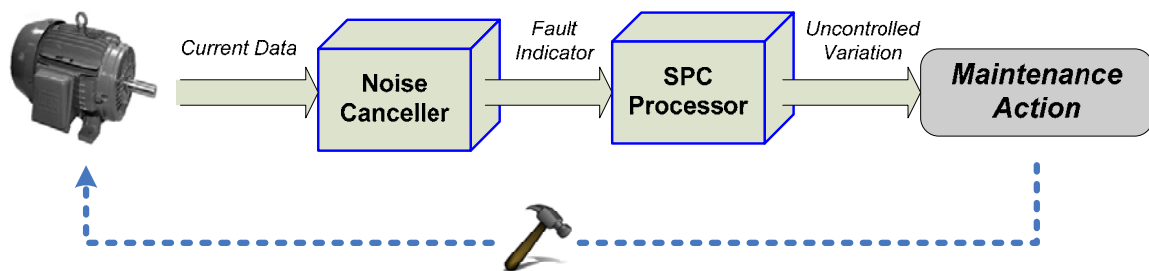 Current Data
Noise
Canceller
Fault
Indicator
SPC
Processor
Uncontrolled
Variation
Maintenance
Action